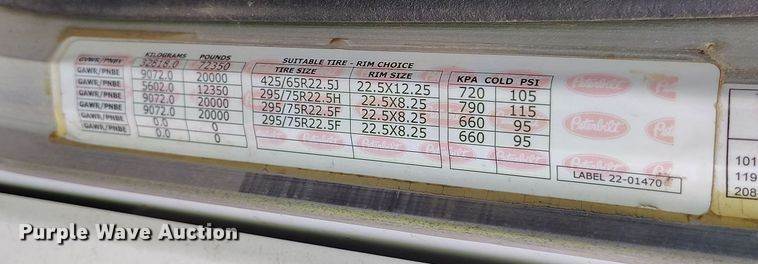 KILOGRAMS POUNDS SUITABLE TIRE - RIM CHOICE
GVWR/PNBV 32818.0 72350 TIRE SIZE RIM SIZE KPA COLD PSI
GAWR/PNBE 9072.0 20000 425/65R22.5J 22.5X12.25 720 105
GAWR/PNBE 5602.0 12350 295/75R22.5H 22.5X8.25 790 115
GAWR/PNBE 9072.0 20000 295/75R22.5F 22.5X8.25 660 95
GAWR/PNBE 9072.0 20000 295/75R22.5F 22.5X8.25 660 95
GAWR/PNBE 0.0 0
GAWR/PNBE 0.0 0
Peterbilt
LABEL 22-01470
101
119
208
Purple Wave Auction